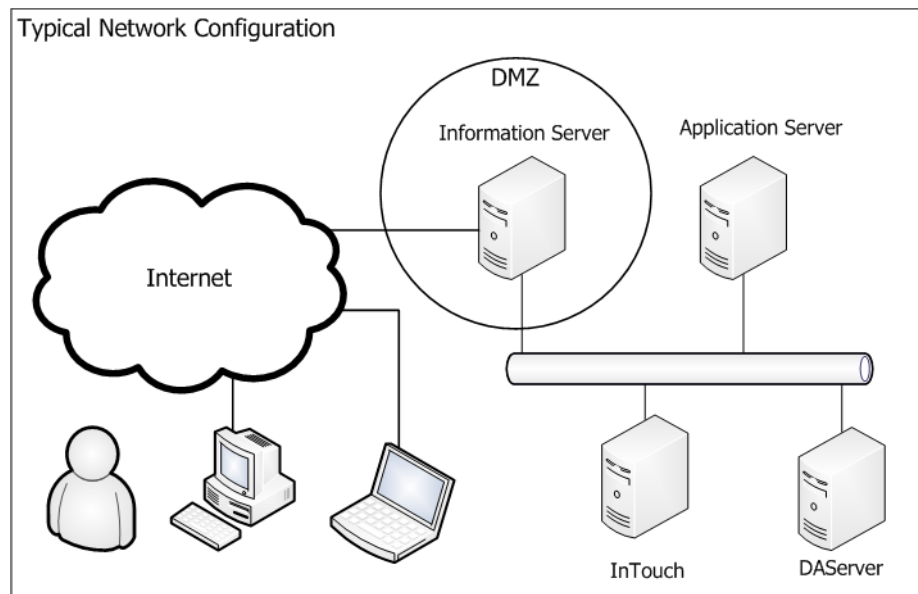 Typical Network Configuration
DMZ
Information Server
Application Server
Internet
InTouch
DAServer